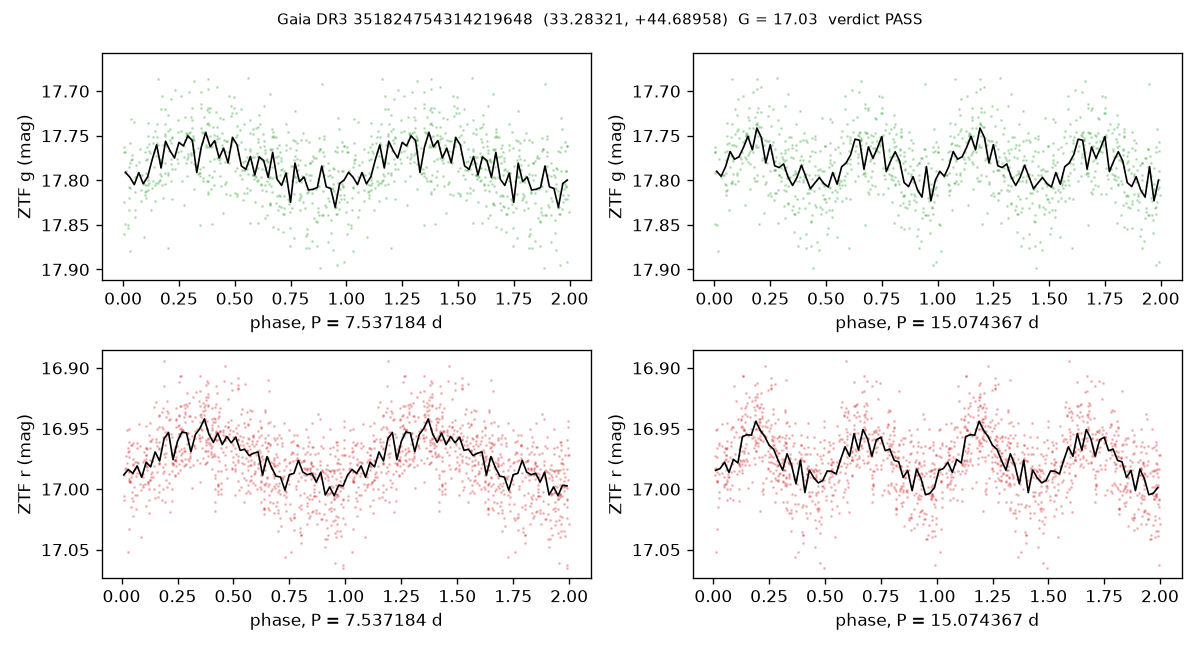 Gaia DR3 351824754314219648  (33.28321, +44.68958)  G = 17.03  verdict PASS
ZTF g (mag)
17.70
17.75
17.80
17.85
17.90
0.00 0.25 0.50 0.75 1.00 1.25 1.50 1.75 2.00
phase, P = 7.537184 d
ZTF g (mag)
17.70
17.75
17.80
17.85
17.90
0.00 0.25 0.50 0.75 1.00 1.25 1.50 1.75 2.00
phase, P = 15.074367 d
ZTF r (mag)
16.90
16.95
17.00
17.05
0.00 0.25 0.50 0.75 1.00 1.25 1.50 1.75 2.00
phase, P = 7.537184 d
ZTF r (mag)
16.90
16.95
17.00
17.05
0.00 0.25 0.50 0.75 1.00 1.25 1.50 1.75 2.00
phase, P = 15.074367 d